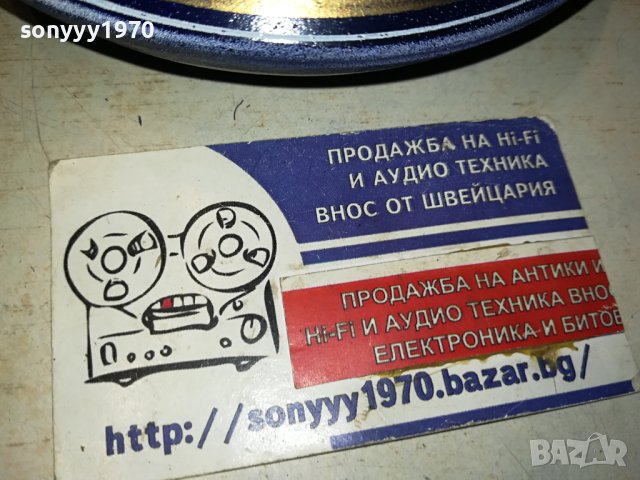 sonyyy1970
ПРОДАЖБА НА Hi-Fi
И АУДИО ТЕХНИКА
ВНОС ОТ ШВЕЙЦАРИЯ
ПРОДАЖБА НА АНТИКИ И
Hi-Fi И АУДИО ТЕХНИКА ВНО
ЕЛЕКТРОНИКА И БИТОВ
http://sonyyy1970.bazar.bg/
BAZAR
.bg